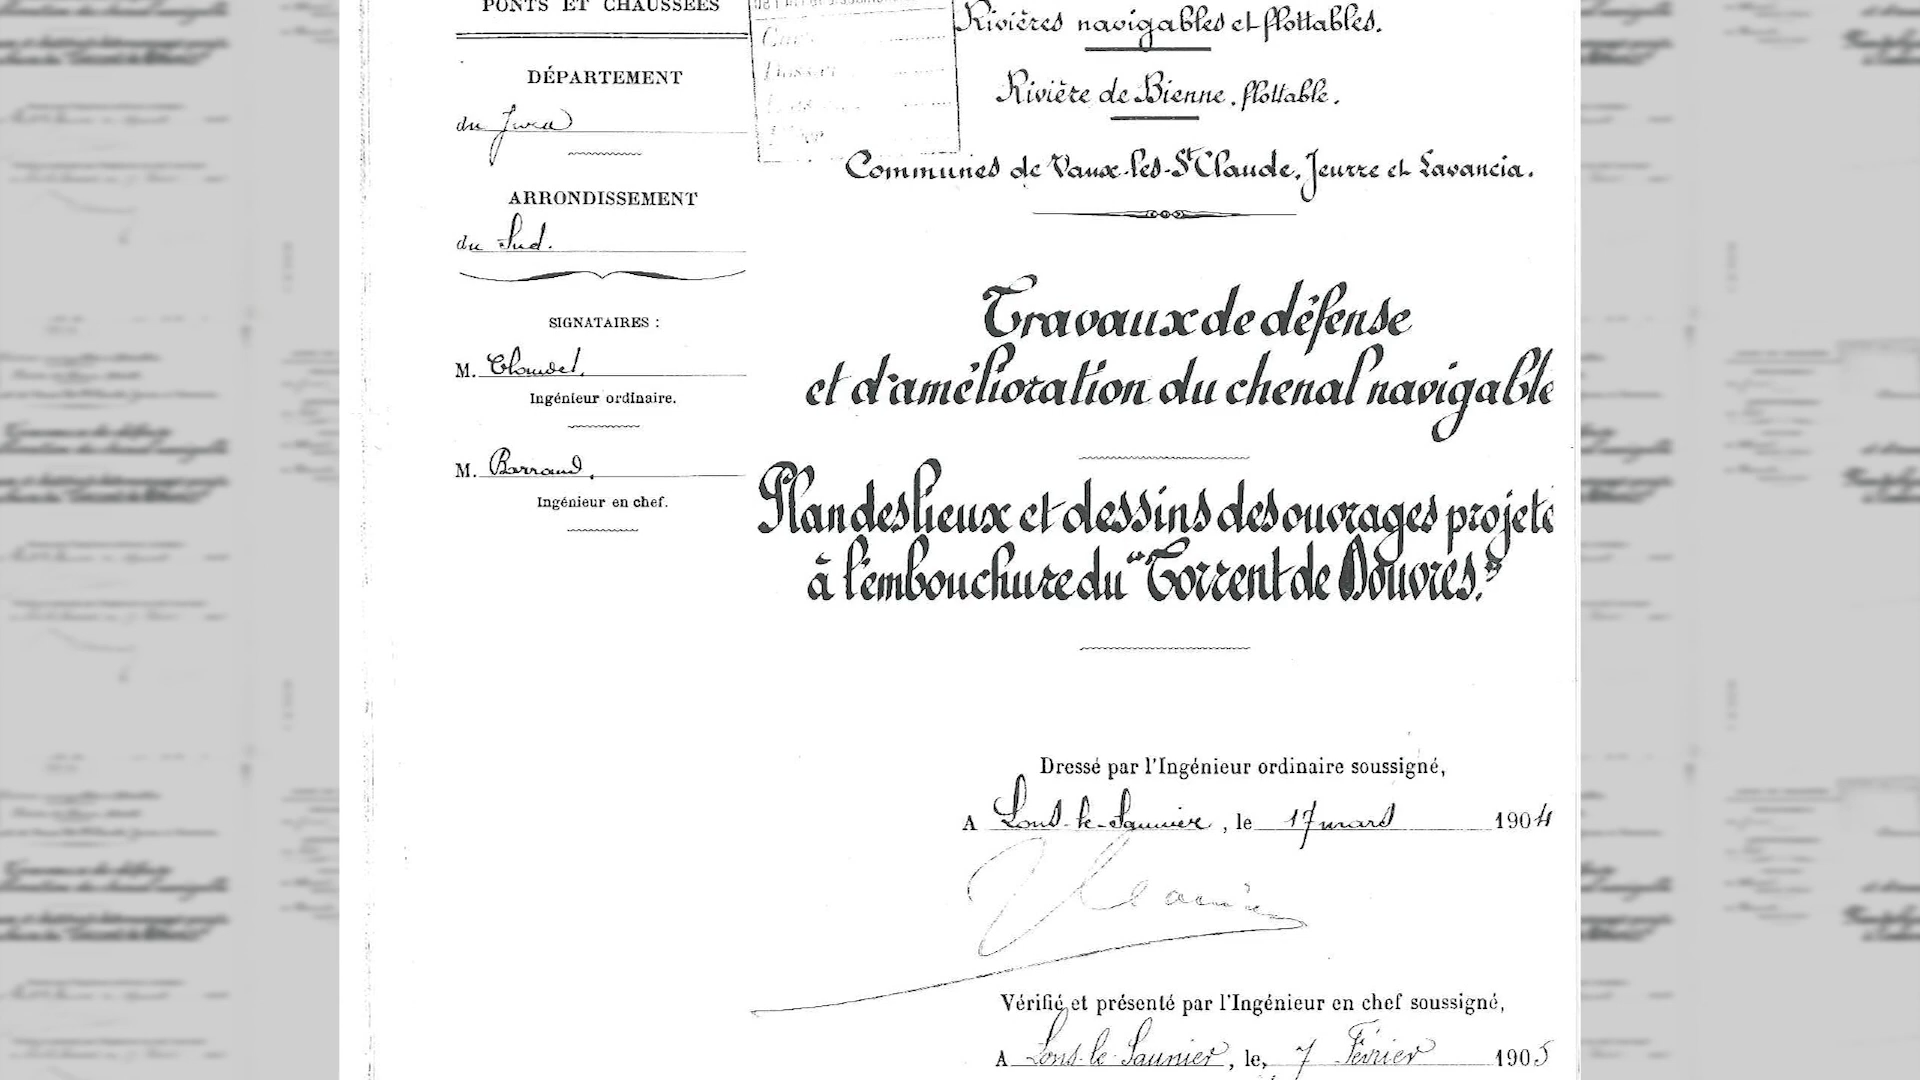 PONTS ET CHAUSSÉES
DÉPARTEMENT
du Jura
ARRONDISSEMENT
du Sud.
SIGNATAIRES :
M.
Ingénieur ordinaire.
M. Barraud,
Ingénieur en chef.
Rivières navigables et flottables.
Rivière de Bienne, flottable.
Communes de Vaux-les-St Claude, Jeurre et Lavancia.
Travaux de défense
et d'amélioration du chenal navigable
Plan des lieux et dessins des ouvrages projeté
à l'embouchure du "Torrent de Douvres."
Dressé par l'Ingénieur ordinaire soussigné,
A Lons-le-Saunier, le 17 mars 1904
Vérifié et présenté par l'Ingénieur en chef soussigné,
A Lons-le-Saunier, le, 7 Février 1905